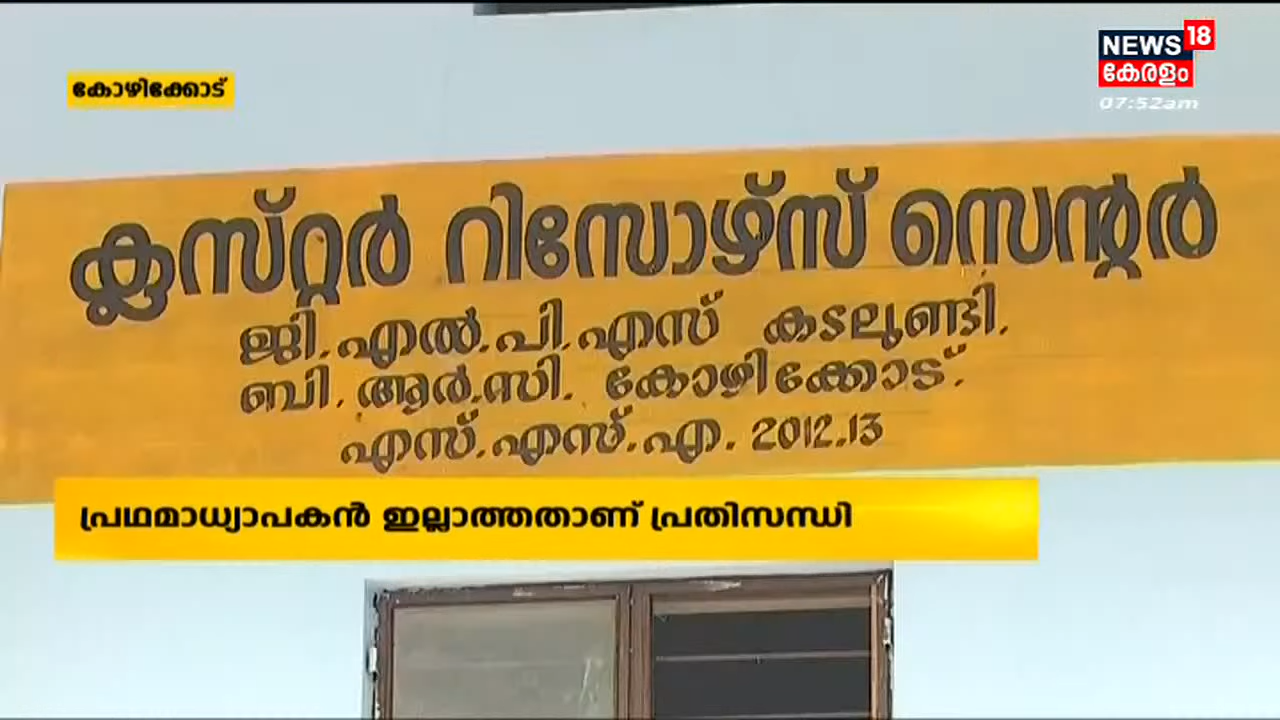 NEWS 18
കേരളം
07:52am
കോഴിക്കോട്
ക്ലസ്റ്റർ റിസോഴ്സ് സെന്റർ
ജി.എൽ.പി.എസ് കടലുണ്ടി.
ബി.ആർ.സി. കോഴിക്കോട്.
എസ്.എസ്.എ. 2012.13
പ്രഥമാധ്യാപകൻ ഇല്ലാത്തതാണ് പ്രതിസന്ധി